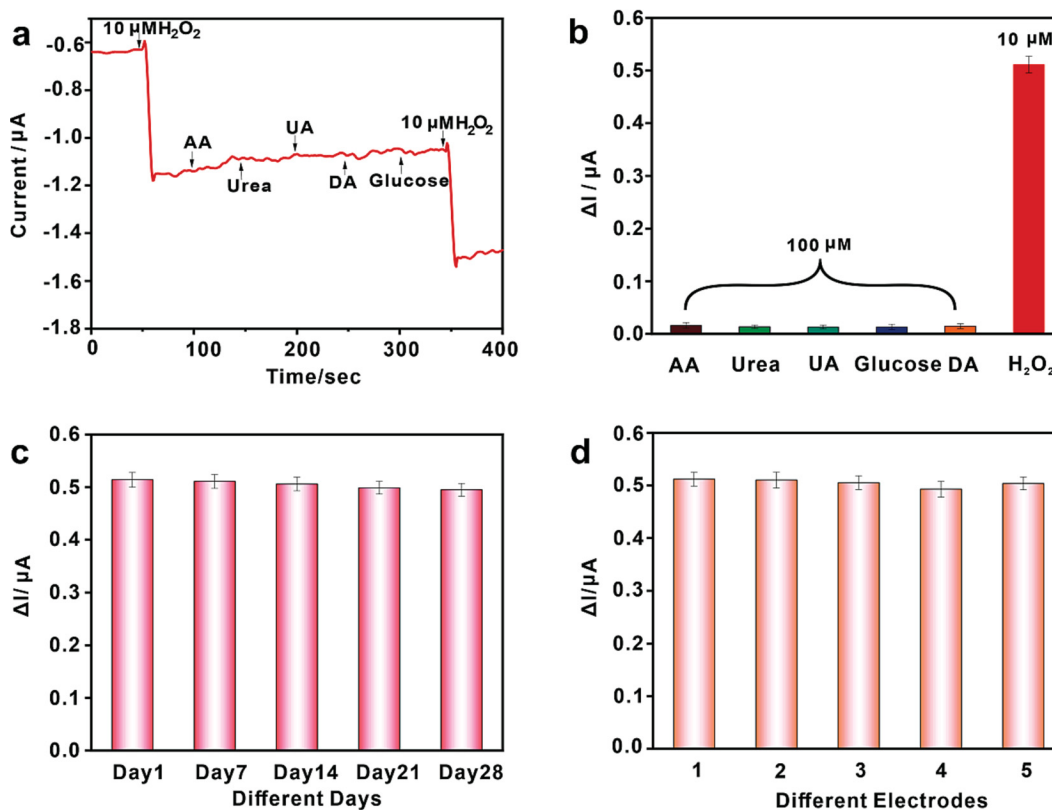 a
10 μMH₂O₂
-0.6
-0.8
-1.0
-1.2
-1.4
-1.6
-1.8
Current / μA
AA
Urea
UA
DA
Glucose
10 μMH₂O₂
0
100
200
300
400
Time/sec
b
0.6
0.5
0.4
0.3
0.2
0.1
0.0
ΔI / μA
10 μM
100 μM
AA
Urea
UA
Glucose
DA
H₂O₂
c
0.6
0.5
0.4
0.3
0.2
0.1
0.0
ΔI/ μA
Day1
Day7
Day14
Day21
Day28
Different Days
d
0.6
0.5
0.4
0.3
0.2
0.1
0.0
ΔI/μA
1
2
3
4
5
Different Electrodes